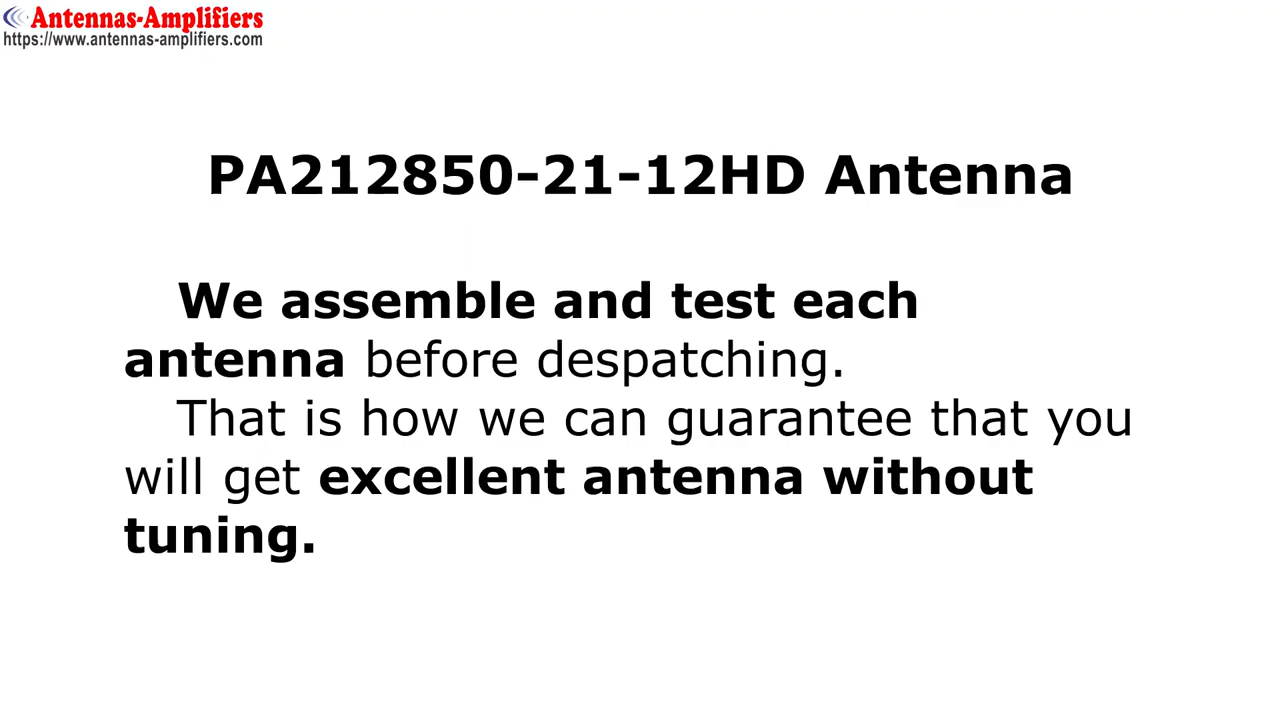 Antennas-Amplifiers
https://www.antennas-amplifiers.com
PA212850-21-12HD Antenna
We assemble and test each
antenna before despatching.
That is how we can guarantee that you
will get excellent antenna without
tuning.